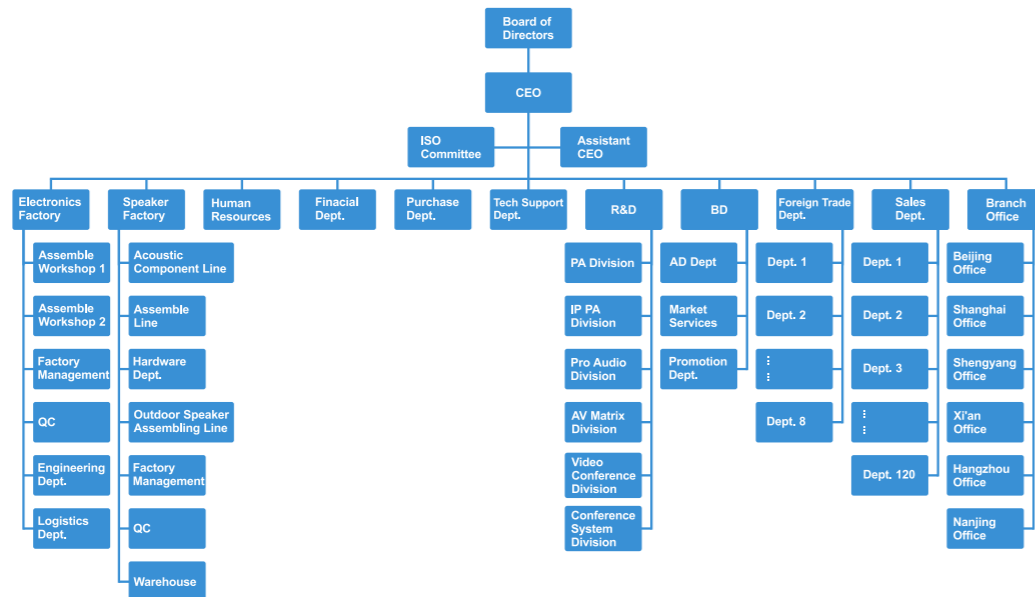 Board of
Directors
CEO
ISO
Committee
Assistant
CEO
Electronics
Factory
Speaker
Factory
Human
Resources
Finacial
Dept.
Purchase
Dept.
Tech Support
Dept.
R&D
BD
Foreign Trade
Dept.
Sales
Dept.
Branch
Office
Assemble
Workshop 1
Assemble
Workshop 2
Factory
Management
QC
Engineering
Dept.
Logistics
Dept.
Acoustic
Component Line
Assemble
Line
Hardware
Dept.
Outdoor Speaker
Assembling Line
Factory
Management
QC
Warehouse
PA Division
IP PA
Division
Pro Audio
Division
AV Matrix
Division
Video
Conference
Division
Conference
System
Division
AD Dept
Market
Services
Promotion
Dept.
Dept. 1
Dept. 2
⋮
⋮
Dept. 8
Dept. 1
Dept. 2
Dept. 3
⋮
⋮
Dept. 120
Beijing
Office
Shanghai
Office
Shengyang
Office
Xi'an
Office
Hangzhou
Office
Nanjing
Office